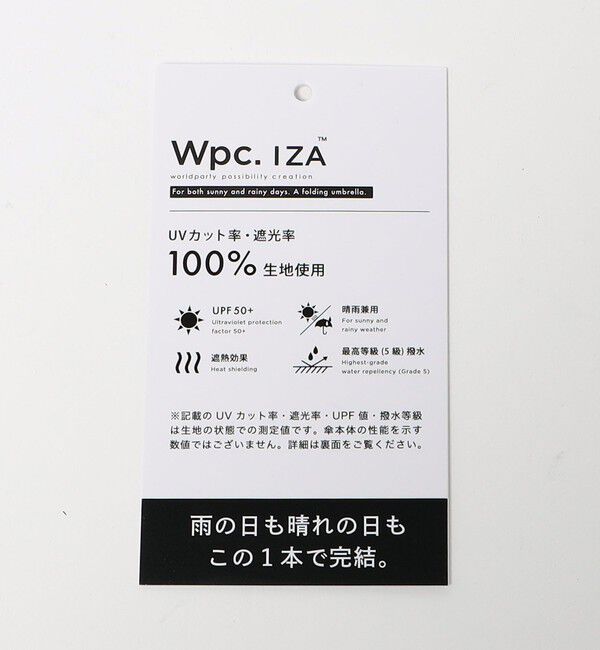 Wpc. IZA™
worldparty possibility creation
For both sunny and rainy days. A folding umbrella.
UVカット率・遮光率
100% 生地使用
UPF 50+
Ultraviolet protection
factor 50+
晴雨兼用
For sunny and
rainy weather
遮熱効果
Heat shielding
最高等級 (5 級) 撥水
Highest-grade
water repellency (Grade 5)
※記載の UV カット率・遮光率・UPF 値・撥水等級
は生地の状態での測定値です。傘本体の性能を示す
数値ではございません。詳細は裏面をご覧ください。
雨の日も晴れの日も
この1本で完結。